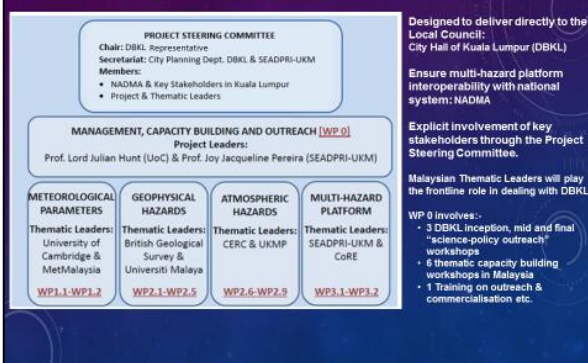 PROJECT STEERING COMMITTEE
Chair: DBKL Representative
Secretariat: City Planning Dept. DBKL & SEADPRI-UKM
Members:
• NADMA & Key Stakeholders in Kuala Lumpur
• Project & Thematic Leaders
MANAGEMENT, CAPACITY BUILDING AND OUTREACH [WP 0]
Project Leaders:
Prof. Lord Julian Hunt (UoC) & Prof. Joy Jacqueline Pereira (SEADPRI-UKM)
METEOROLOGICAL
PARAMETERS
Thematic Leaders:
University of
Cambridge &
MetMalaysia
WP1.1-WP1.2
GEOPHYSICAL
HAZARDS
Thematic Leaders:
British Geological
Survey &
Universiti Malaya
WP2.1-WP2.5
ATMOSPHERIC
HAZARDS
Thematic Leaders:
CERC & UKMP
WP2.6-WP2.9
MULTI-HAZARD
PLATFORM
Thematic Leaders:
SEADPRI-UKM &
CoRE
WP3.1-WP3.2
Designed to deliver directly to the
Local Council:
City Hall of Kuala Lumpur (DBKL)
Ensure multi-hazard platform
interoperability with national
system: NADMA
Explicit involvement of key
stakeholders through the Project
Steering Committee.
Malaysian Thematic Leaders will play
the frontline role in dealing with DBKL
WP 0 involves:-
• 3 DBKL inception, mid and final
"science-policy outreach"
workshops
• 6 thematic capacity building
workshops in Malaysia
• 1 Training on outreach &
commercialisation etc.